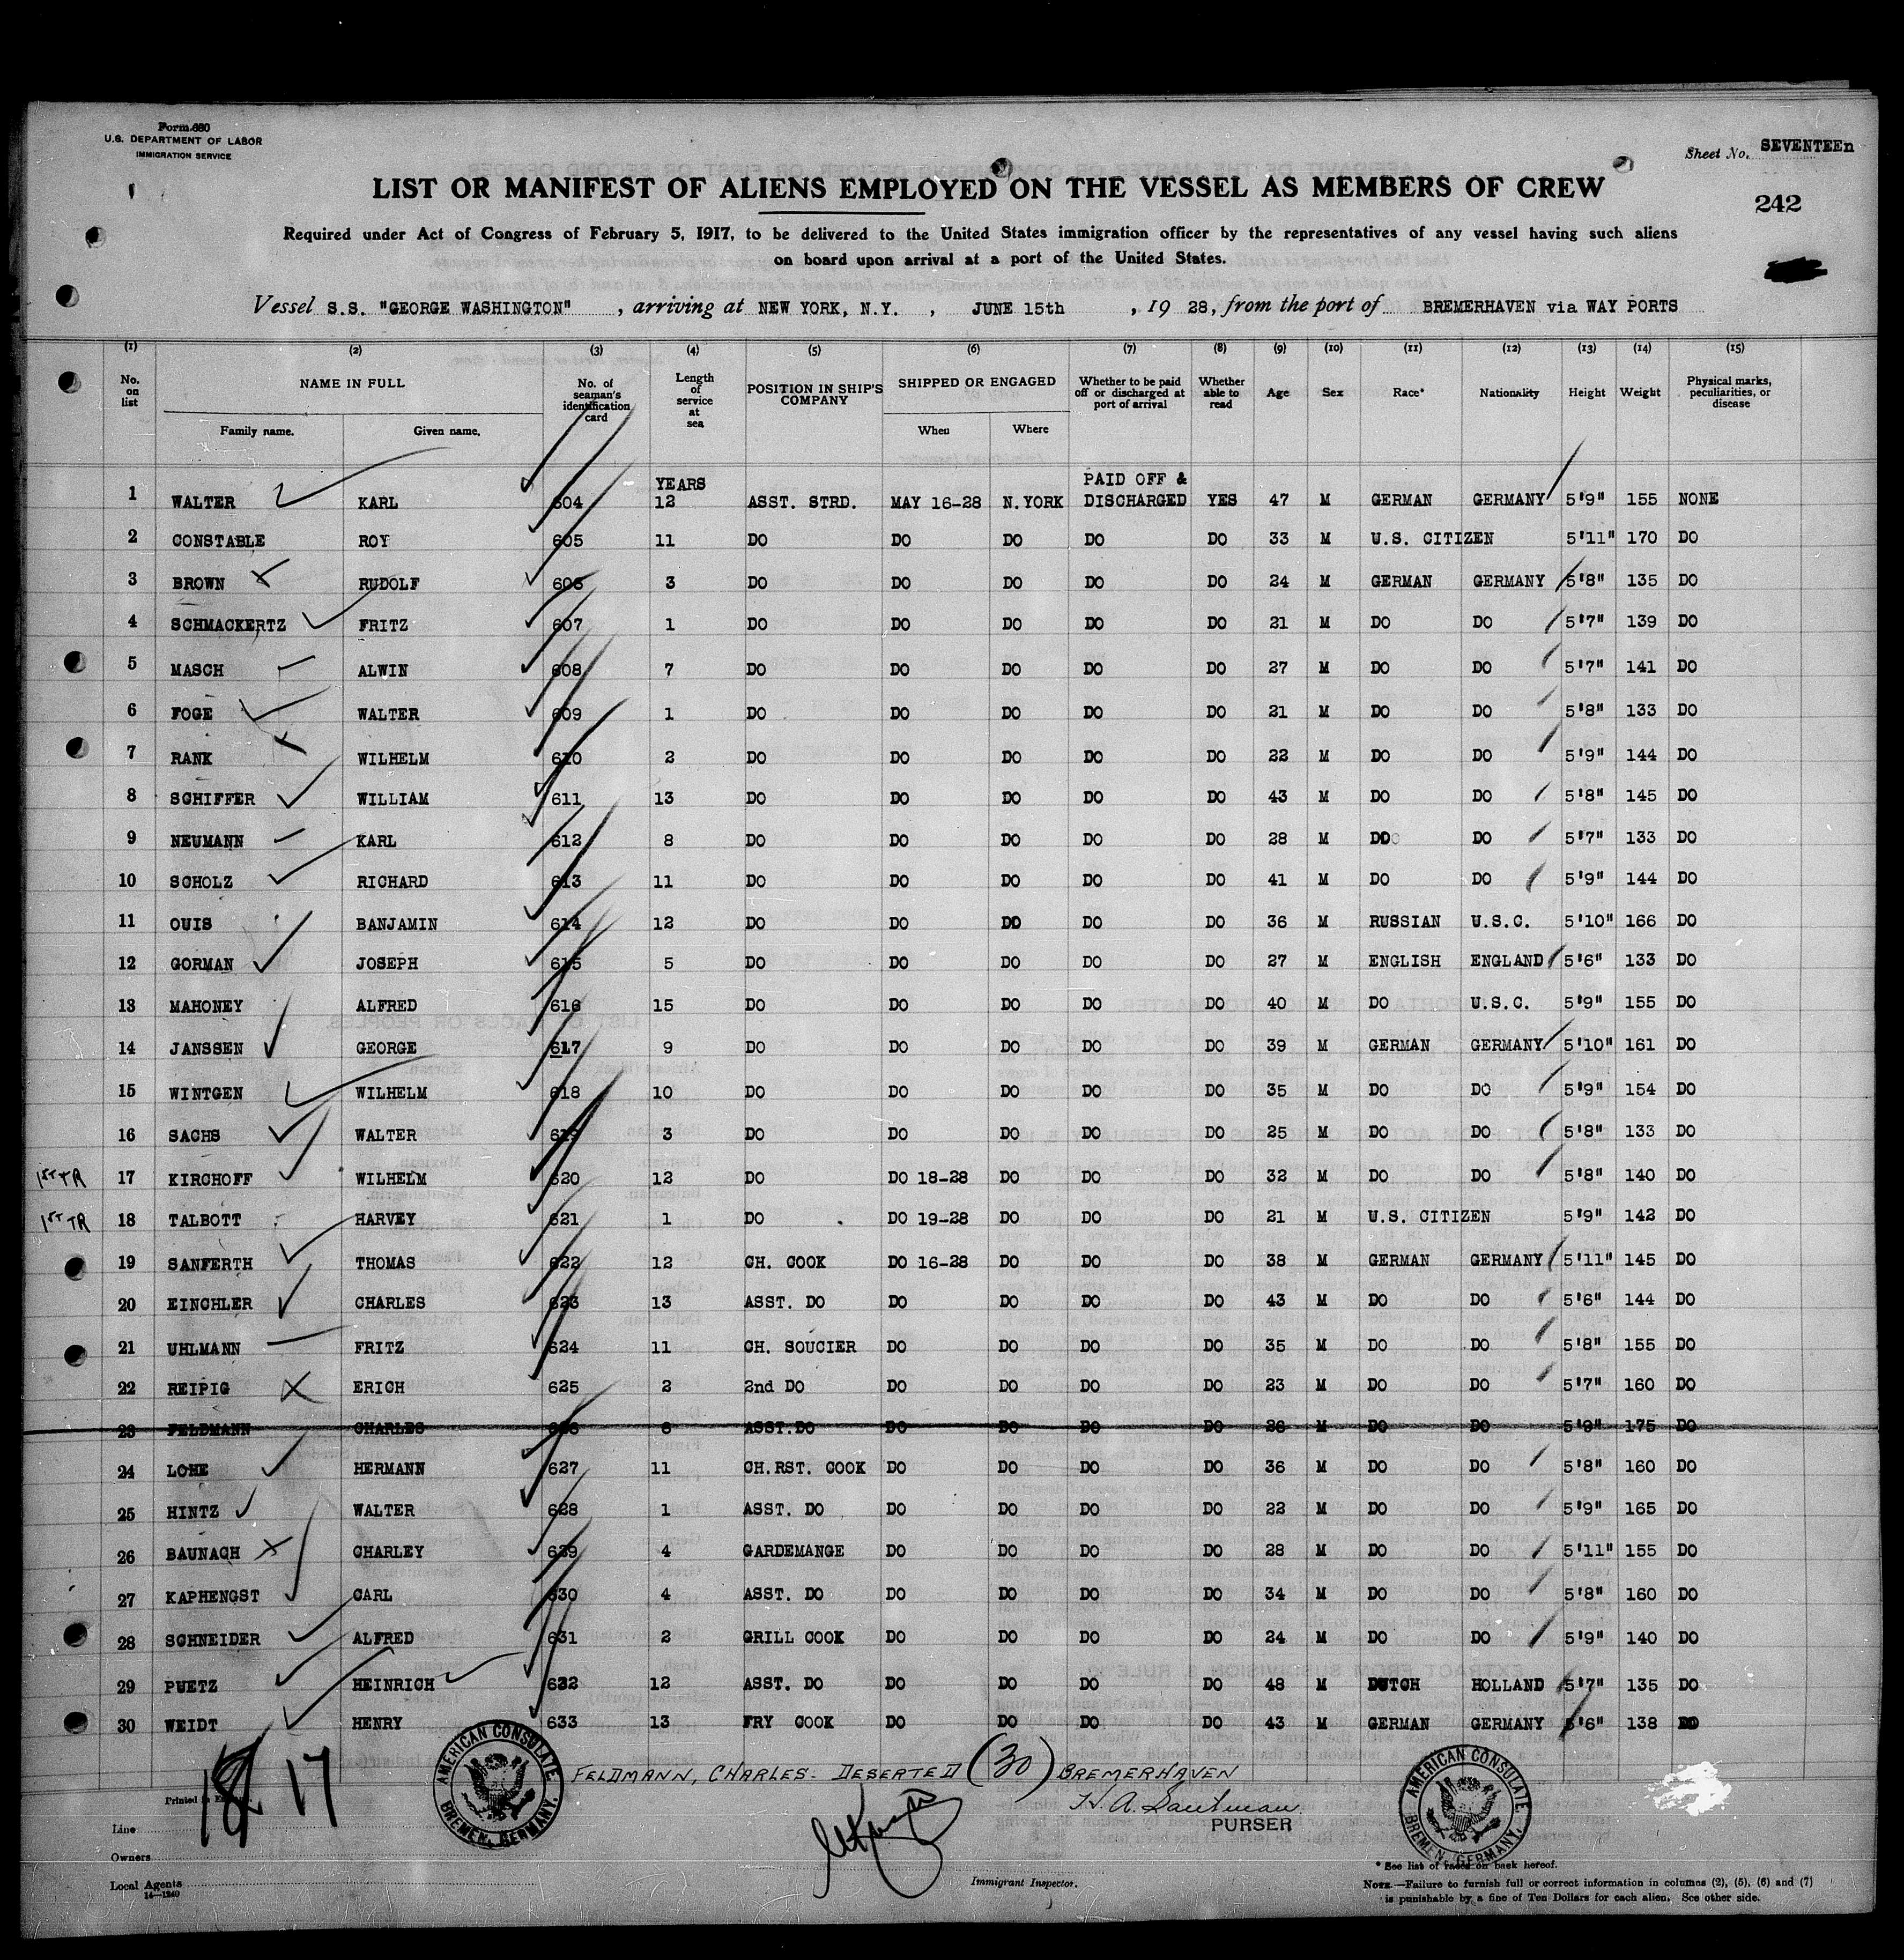 Form 680
U.S. DEPARTMENT OF LABOR
IMMIGRATION SERVICE
Sheet No. SEVENTEEn
LIST OR MANIFEST OF ALIENS EMPLOYED ON THE VESSEL AS MEMBERS OF CREW
242
Required under Act of Congress of February 5, 1917, to be delivered to the United States immigration officer by the representatives of any vessel having such aliens
on board upon arrival at a port of the United States.
Vessel S.S. "GEORGE WASHINGTON" , arriving at NEW YORK, N.Y. , JUNE 15th , 19 28, from the port of BREMERHAVEN via WAY PORTS
(1) (2) (3) (4) (5) (6) (7) (8) (9) (10) (11) (12) (13) (14) (15)
No. on list NAME IN FULL Family name. Given name. No. of seaman's identification card Length of service at sea POSITION IN SHIP'S COMPANY SHIPPED OR ENGAGED When Where Whether to be paid off or discharged at port of arrival Whether able to read Age Sex Race* Nationality Height Weight Physical marks, peculiarities, or disease
YEARS PAID OFF &
1 WALTER KARL 604 12 ASST. STRD. MAY 16-28 N.YORK DISCHARGED YES 47 M GERMAN GERMANY 5'9" 155 NONE
2 CONSTABLE ROY 605 11 DO DO DO DO DO 33 M U.S. CITIZEN 5'11" 170 DO
3 BROWN RUDOLF 606 3 DO DO DO DO DO 24 M GERMAN GERMANY 5'8" 135 DO
4 SCHMACKERTZ FRITZ 607 1 DO DO DO DO DO 21 M DO DO 5'7" 139 DO
5 MASCH ALWIN 608 7 DO DO DO DO DO 27 M DO DO 5'7" 141 DO
6 FOGE WALTER 609 1 DO DO DO DO DO 21 M DO DO 5'8" 133 DO
7 RANK WILHELM 610 2 DO DO DO DO DO 22 M DO DO 5'9" 144 DO
8 SCHIFFER WILLIAM 611 13 DO DO DO DO DO 43 M DO DO 5'8" 145 DO
9 NEUMANN KARL 612 8 DO DO DO DO DO 28 M DO DO 5'7" 133 DO
10 SCHOLZ RICHARD 613 11 DO DO DO DO DO 41 M DO DO 5'9" 144 DO
11 OUIS BANJAMIN 614 12 DO DO DO DO DO 36 M RUSSIAN U.S.C. 5'10" 166 DO
12 GORMAN JOSEPH 615 5 DO DO DO DO DO 27 M ENGLISH ENGLAND 5'6" 133 DO
13 MAHONEY ALFRED 616 15 DO DO DO DO DO 40 M DO U.S.C. 5'9" 155 DO
14 JANSSEN GEORGE 617 9 DO DO DO DO DO 39 M GERMAN GERMANY 5'10" 161 DO
15 WINTGEN WILHELM 618 10 DO DO DO DO DO 35 M DO DO 5'9" 154 DO
16 SACHS WALTER 619 3 DO DO DO DO DO 25 M DO DO 5'8" 133 DO
1ST TR 17 KIRCHOFF WILHELM 620 12 DO DO 18-28 DO DO DO 32 M DO DO 5'8" 140 DO
1ST TR 18 TALBOTT HARVEY 621 1 DO DO 19-28 DO DO DO 21 M U.S. CITIZEN 5'9" 142 DO
19 SANFERTH THOMAS 622 12 CH. COOK DO 16-28 DO DO DO 38 M GERMAN GERMANY 5'11" 145 DO
20 EINCHLER CHARLES 623 13 ASST. DO DO DO DO DO 43 M DO DO 5'6" 144 DO
21 UHLMANN FRITZ 624 11 CH. SOUCIER DO DO DO DO 35 M DO DO 5'8" 155 DO
22 REIPIG ERICH 625 2 2nd DO DO DO DO DO 23 M DO DO 5'7" 160 DO
23 FELDMANN CHARLES 626 8 ASST.DO DO DO DO DO 26 M DO DO 5'9" 175 DO
24 LOHE HERMANN 627 11 CH.RST. COOK DO DO DO DO 36 M DO DO 5'8" 160 DO
25 HINTZ WALTER 628 1 ASST. DO DO DO DO DO 22 M DO DO 5'9" 165 DO
26 BAUNACH CHARLEY 629 4 GARDEMANGE DO DO DO DO 28 M DO DO 5'11" 155 DO
27 KAPHENGST CARL 630 4 ASST. DO DO DO DO DO 34 M DO DO 5'8" 160 DO
28 SCHNEIDER ALFRED 631 2 GRILL COOK DO DO DO DO 24 M DO DO 5'9" 140 DO
29 PUETZ HEINRICH 632 12 ASST. DO DO DO DO DO 48 M DUTCH HOLLAND 5'7" 135 DO
30 WEIDT HENRY 633 13 FRY COOK DO DO DO DO 43 M GERMAN GERMANY 5'6" 138 DO
17
AMERICAN CONSULATE, BREMEN, GERMANY.
FELDMANN, CHARLES- DESERTED (30) BREMERHAVEN
PURSER
AMERICAN CONSULATE, BREMEN, GERMANY.
Line
Owners
Local Agents
14—1240
Immigrant Inspector.
* See list of races on back hereof.
NOTE.—Failure to furnish full or correct information in columns (2), (5), (6) and (7)
is punishable by a fine of Ten Dollars for each alien. See other side.